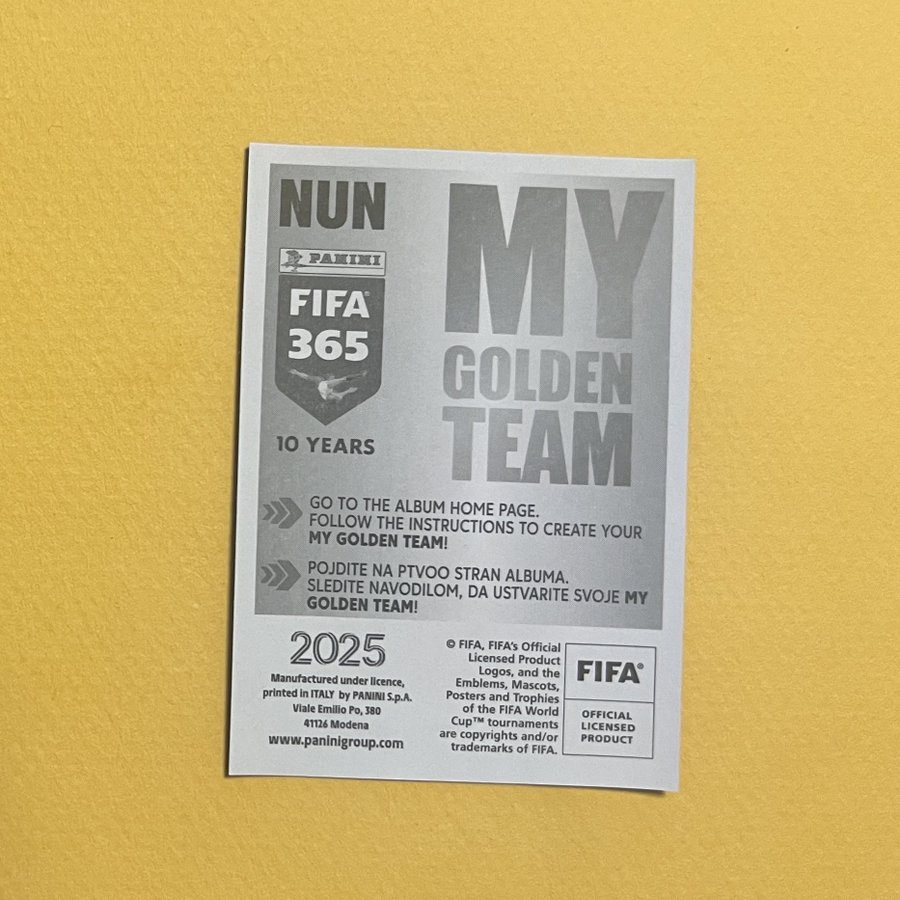 NUN
PANINI
FIFA®
365
10 YEARS
MY
GOLDEN
TEAM
GO TO THE ALBUM HOME PAGE.
FOLLOW THE INSTRUCTIONS TO CREATE YOUR
MY GOLDEN TEAM!
POJDITE NA PTVOO STRAN ALBUMA.
SLEDITE NAVODILOM, DA USTVARITE SVOJE MY
GOLDEN TEAM!
2025
Manufactured under licence,
printed in ITALY by PANINI S.p.A.
Viale Emilio Po, 380
41126 Modena
www.paninigroup.com
© FIFA, FIFA's Official
Licensed Product
Logos, and the
Emblems, Mascots,
Posters and Trophies
of the FIFA World
Cup™ tournaments
are copyrights and/or
trademarks of FIFA.
FIFA®
OFFICIAL
LICENSED
PRODUCT